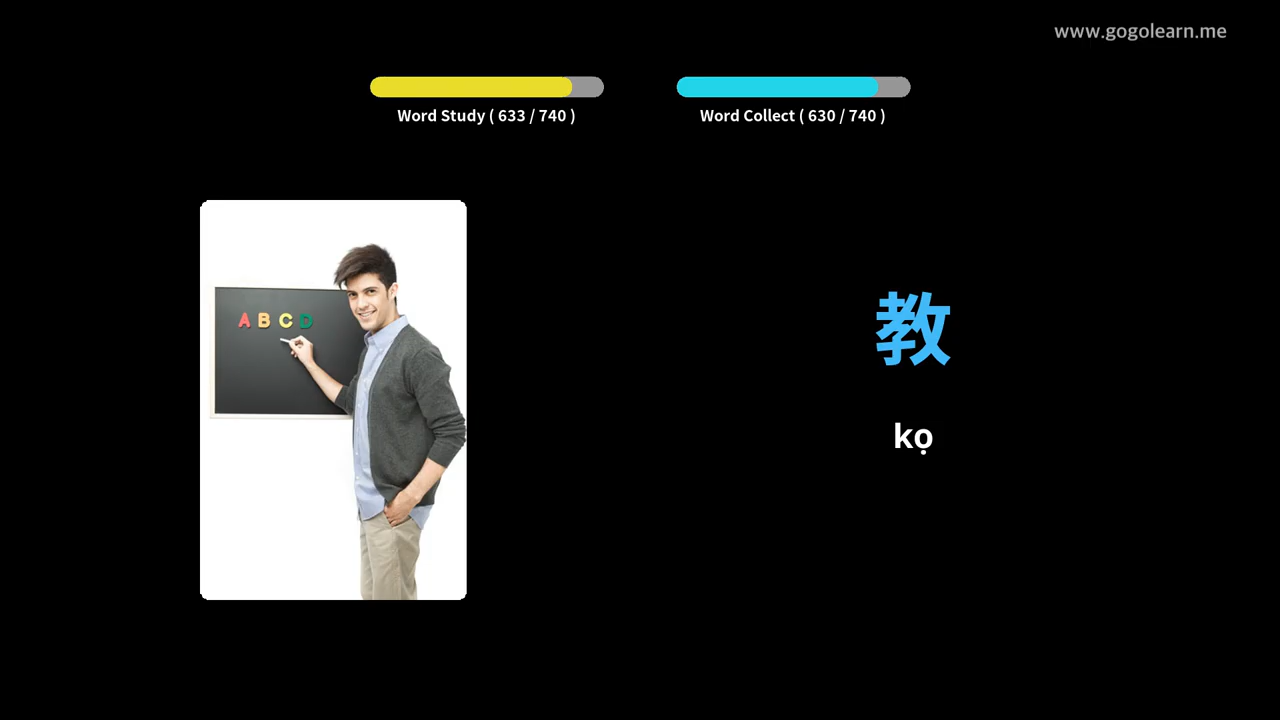 www.gogolearn.me
Word Study ( 633 / 740 )
Word Collect ( 630 / 740 )
A B C D
教
kọ